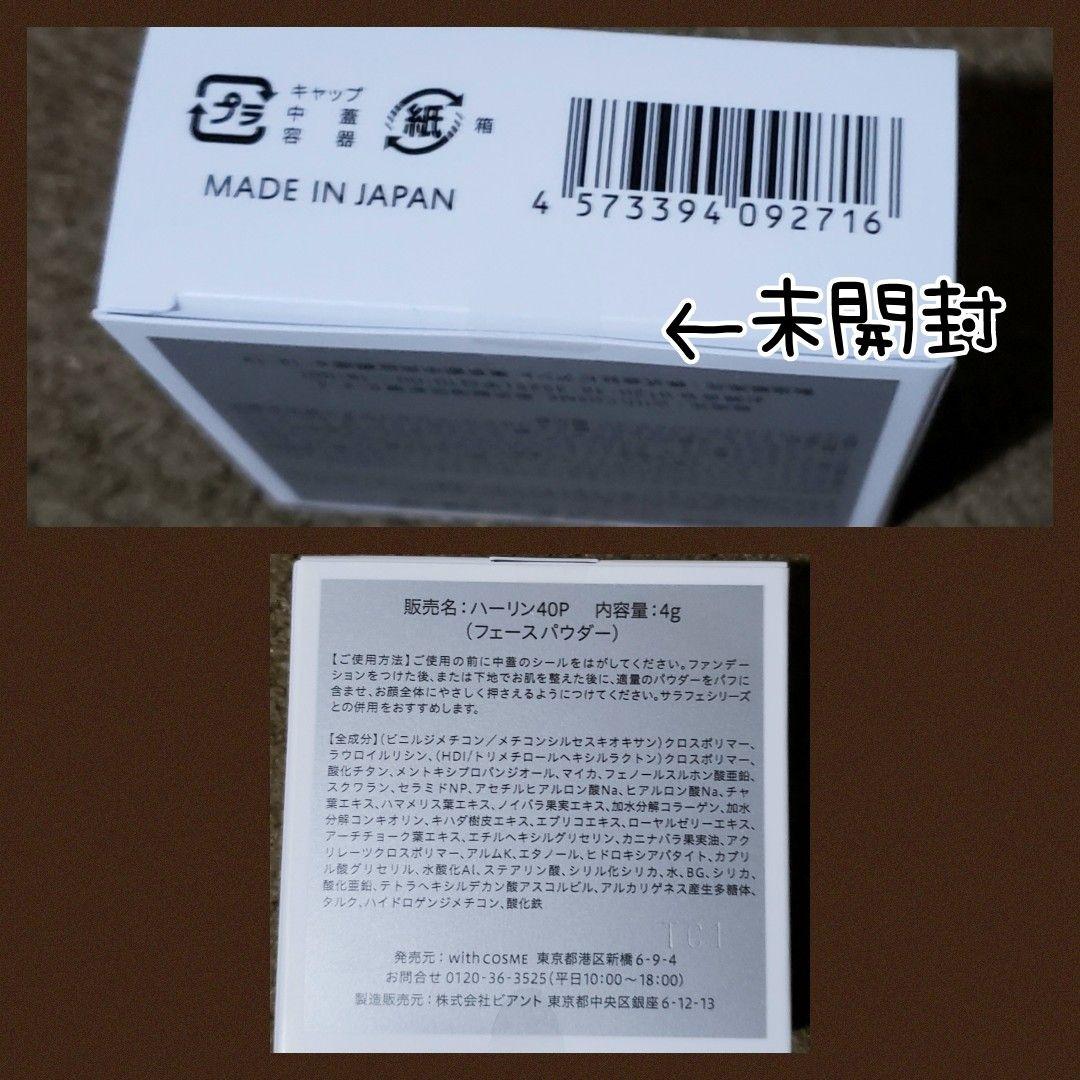 プラ
キャップ
中蓋
容器
紙
箱
MADE IN JAPAN
4 573394 092716
←未開封
販売名：ハーリン40P　内容量：4g
（フェースパウダー）
【ご使用方法】ご使用の前に中蓋のシールをはがしてください。ファンデー
ションをつけた後、または下地でお肌を整えた後に、適量のパウダーをパフに
含ませ、お顔全体にやさしく押さえるようにつけてください。サラフェシリーズ
との併用をおすすめします。
【全成分】（ビニルジメチコン／メチコンシルセスキオキサン）クロスポリマー、
ラウロイルリシン、（HDI/トリメチロールヘキシルラクトン）クロスポリマー、
酸化チタン、メントキシプロパンジオール、マイカ、フェノールスルホン酸亜鉛、
スクワラン、セラミドNP、アセチルヒアルロン酸Na、ヒアルロン酸Na、チャ
葉エキス、ハマメリス葉エキス、ノイバラ果実エキス、加水分解コラーゲン、加水
分解コンキオリン、キハダ樹皮エキス、エプリコエキス、ローヤルゼリーエキス、
アーチチョーク葉エキス、エチルヘキシルグリセリン、カニナバラ果実油、アク
リレーツクロスポリマー、アルムK、エタノール、ヒドロキシアパタイト、カプリ
ル酸グリセリル、水酸化Al、ステアリン酸、シリル化シリカ、水、BG、シリカ、
酸化亜鉛、テトラヘキシルデカン酸アスコルビル、アルカリゲネス産生多糖体、
タルク、ハイドロゲンジメチコン、酸化鉄
TC1
発売元：with COSME 東京都港区新橋6-9-4
お問合せ 0120-36-3525（平日10:00～18:00）
製造販売元：株式会社ビアント 東京都中央区銀座6-12-13